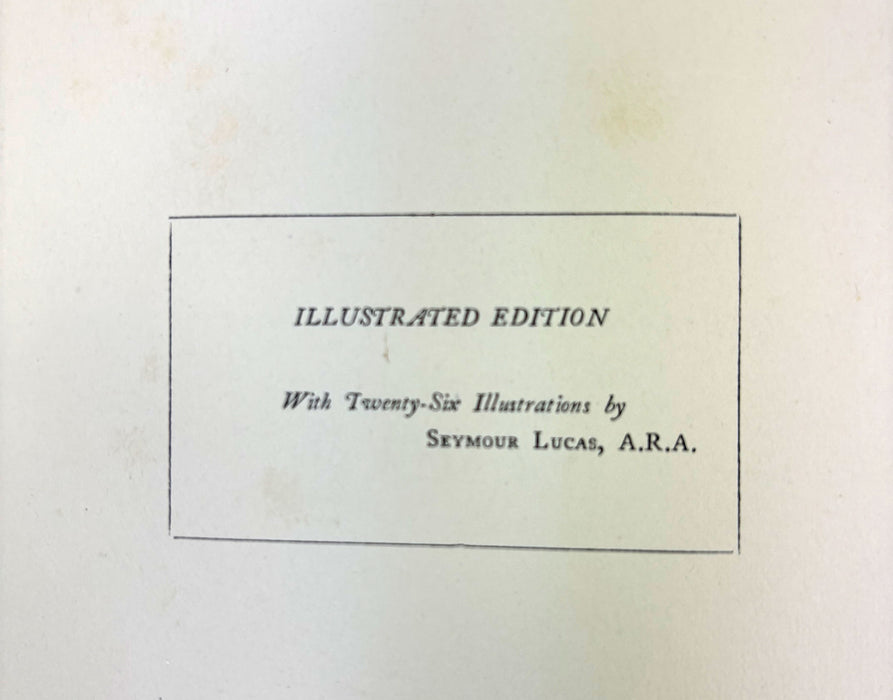 ILLUSTRATED EDITION
With Twenty-Six Illustrations by
SEYMOUR LUCAS, A.R.A.